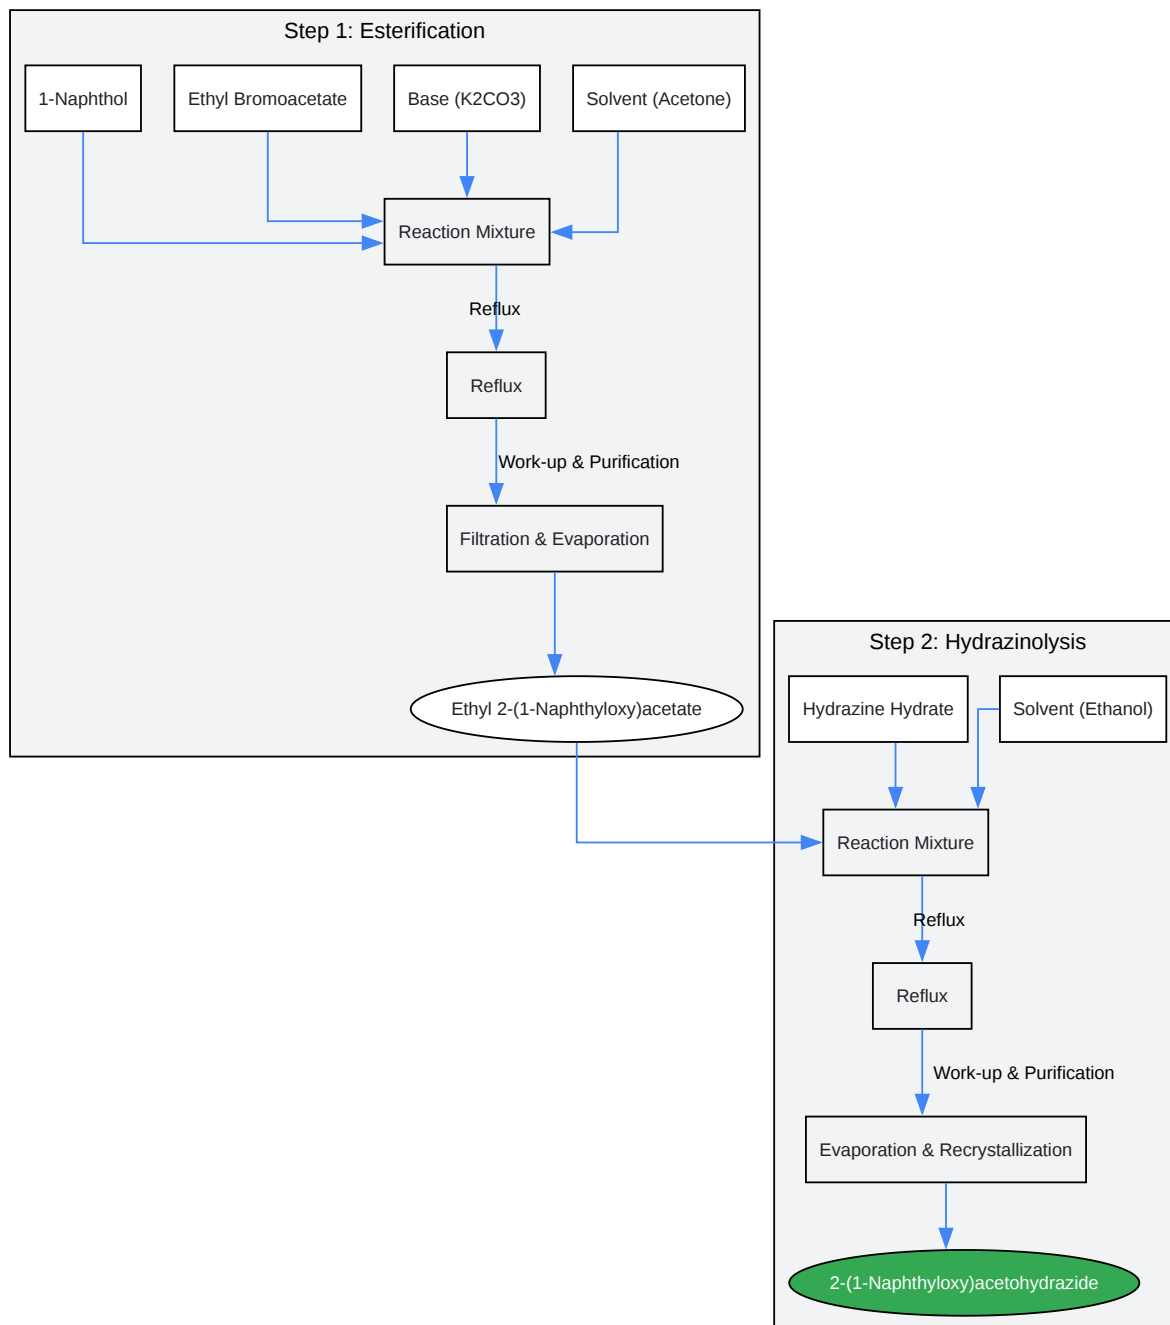 Step 1: Esterification
1-Naphthol
Ethyl Bromoacetate
Base (K2CO3)
Solvent (Acetone)
Reaction Mixture
Reflux
Reflux
Work-up & Purification
Filtration & Evaporation
Ethyl 2-(1-Naphthyloxy)acetate
Step 2: Hydrazinolysis
Hydrazine Hydrate
Solvent (Ethanol)
Reaction Mixture
Reflux
Reflux
Work-up & Purification
Evaporation & Recrystallization
2-(1-Naphthyloxy)acetohydrazide